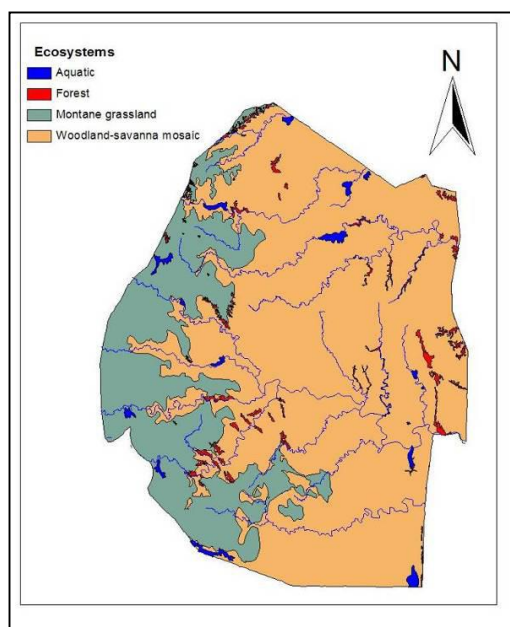 Ecosystems
Aquatic
Forest
Montane grassland
Woodland-savanna mosaic
N